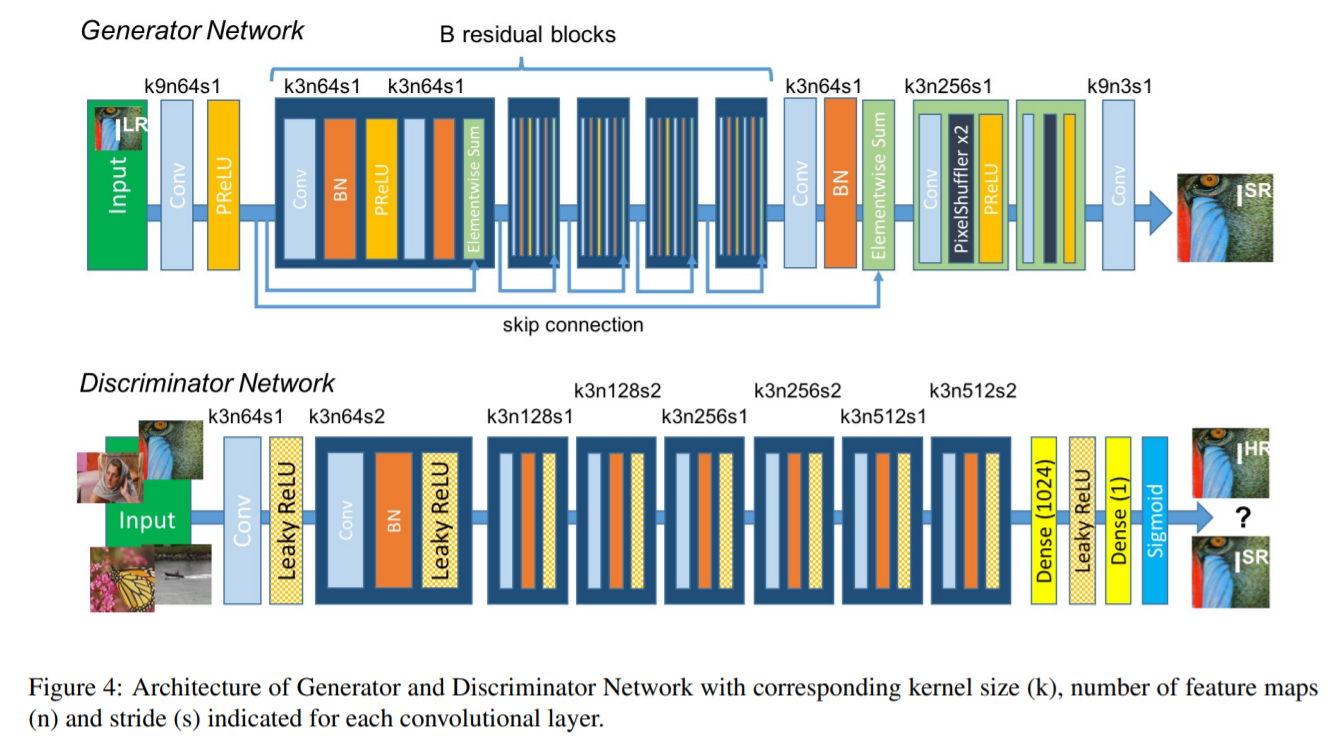 Generator Network
B residual blocks
k9n64s1
k3n64s1
k3n64s1
k3n64s1
k3n256s1
k9n3s1
I LR
Input
Conv
PReLU
Conv
BN
PReLU
Elementwise Sum
Conv
BN
Elementwise Sum
Conv
PixelShuffler x2
PReLU
Conv
I SR
skip connection
Discriminator Network
k3n128s2
k3n256s2
k3n512s2
k3n64s1
k3n64s2
k3n128s1
k3n256s1
k3n512s1
Input
Conv
Leaky ReLU
Conv
BN
Leaky ReLU
Dense (1024)
Leaky ReLU
Dense (1)
Sigmoid
I HR
?
I SR
Figure 4: Architecture of Generator and Discriminator Network with corresponding kernel size (k), number of feature maps
(n) and stride (s) indicated for each convolutional layer.